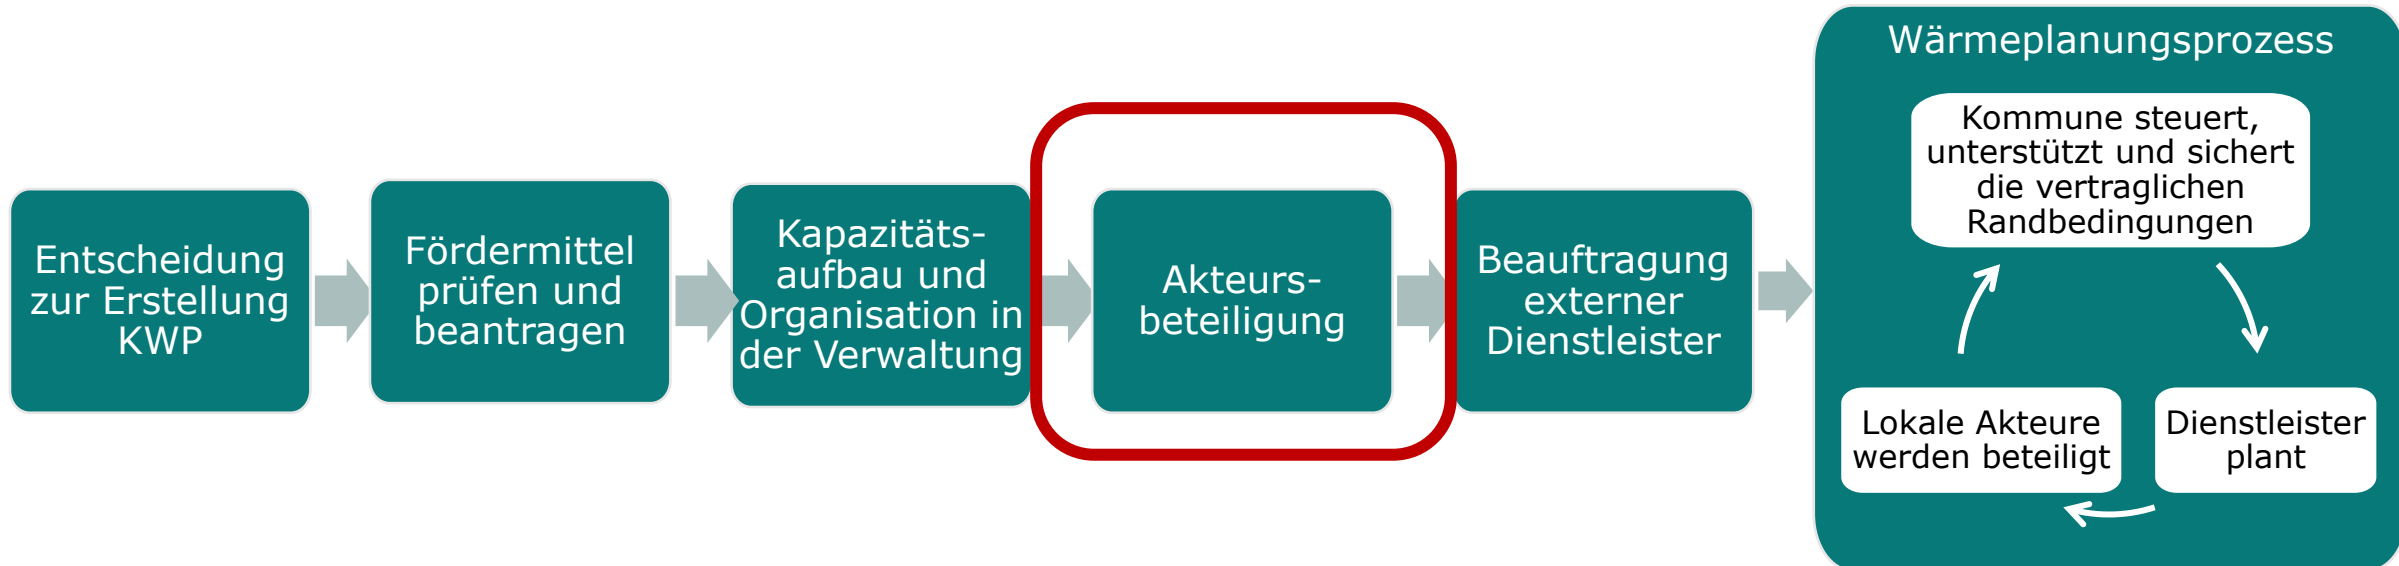 Entscheidung
zur Erstellung
KWP
Fördermittel
prüfen und
beantragen
Kapazitäts-
aufbau und
Organisation in
der Verwaltung
Akteurs-
beteiligung
Beauftragung
externer
Dienstleister
Wärmeplanungsprozess
Kommune steuert,
unterstützt und sichert
die vertraglichen
Randbedingungen
Lokale Akteure
werden beteiligt
Dienstleister
plant